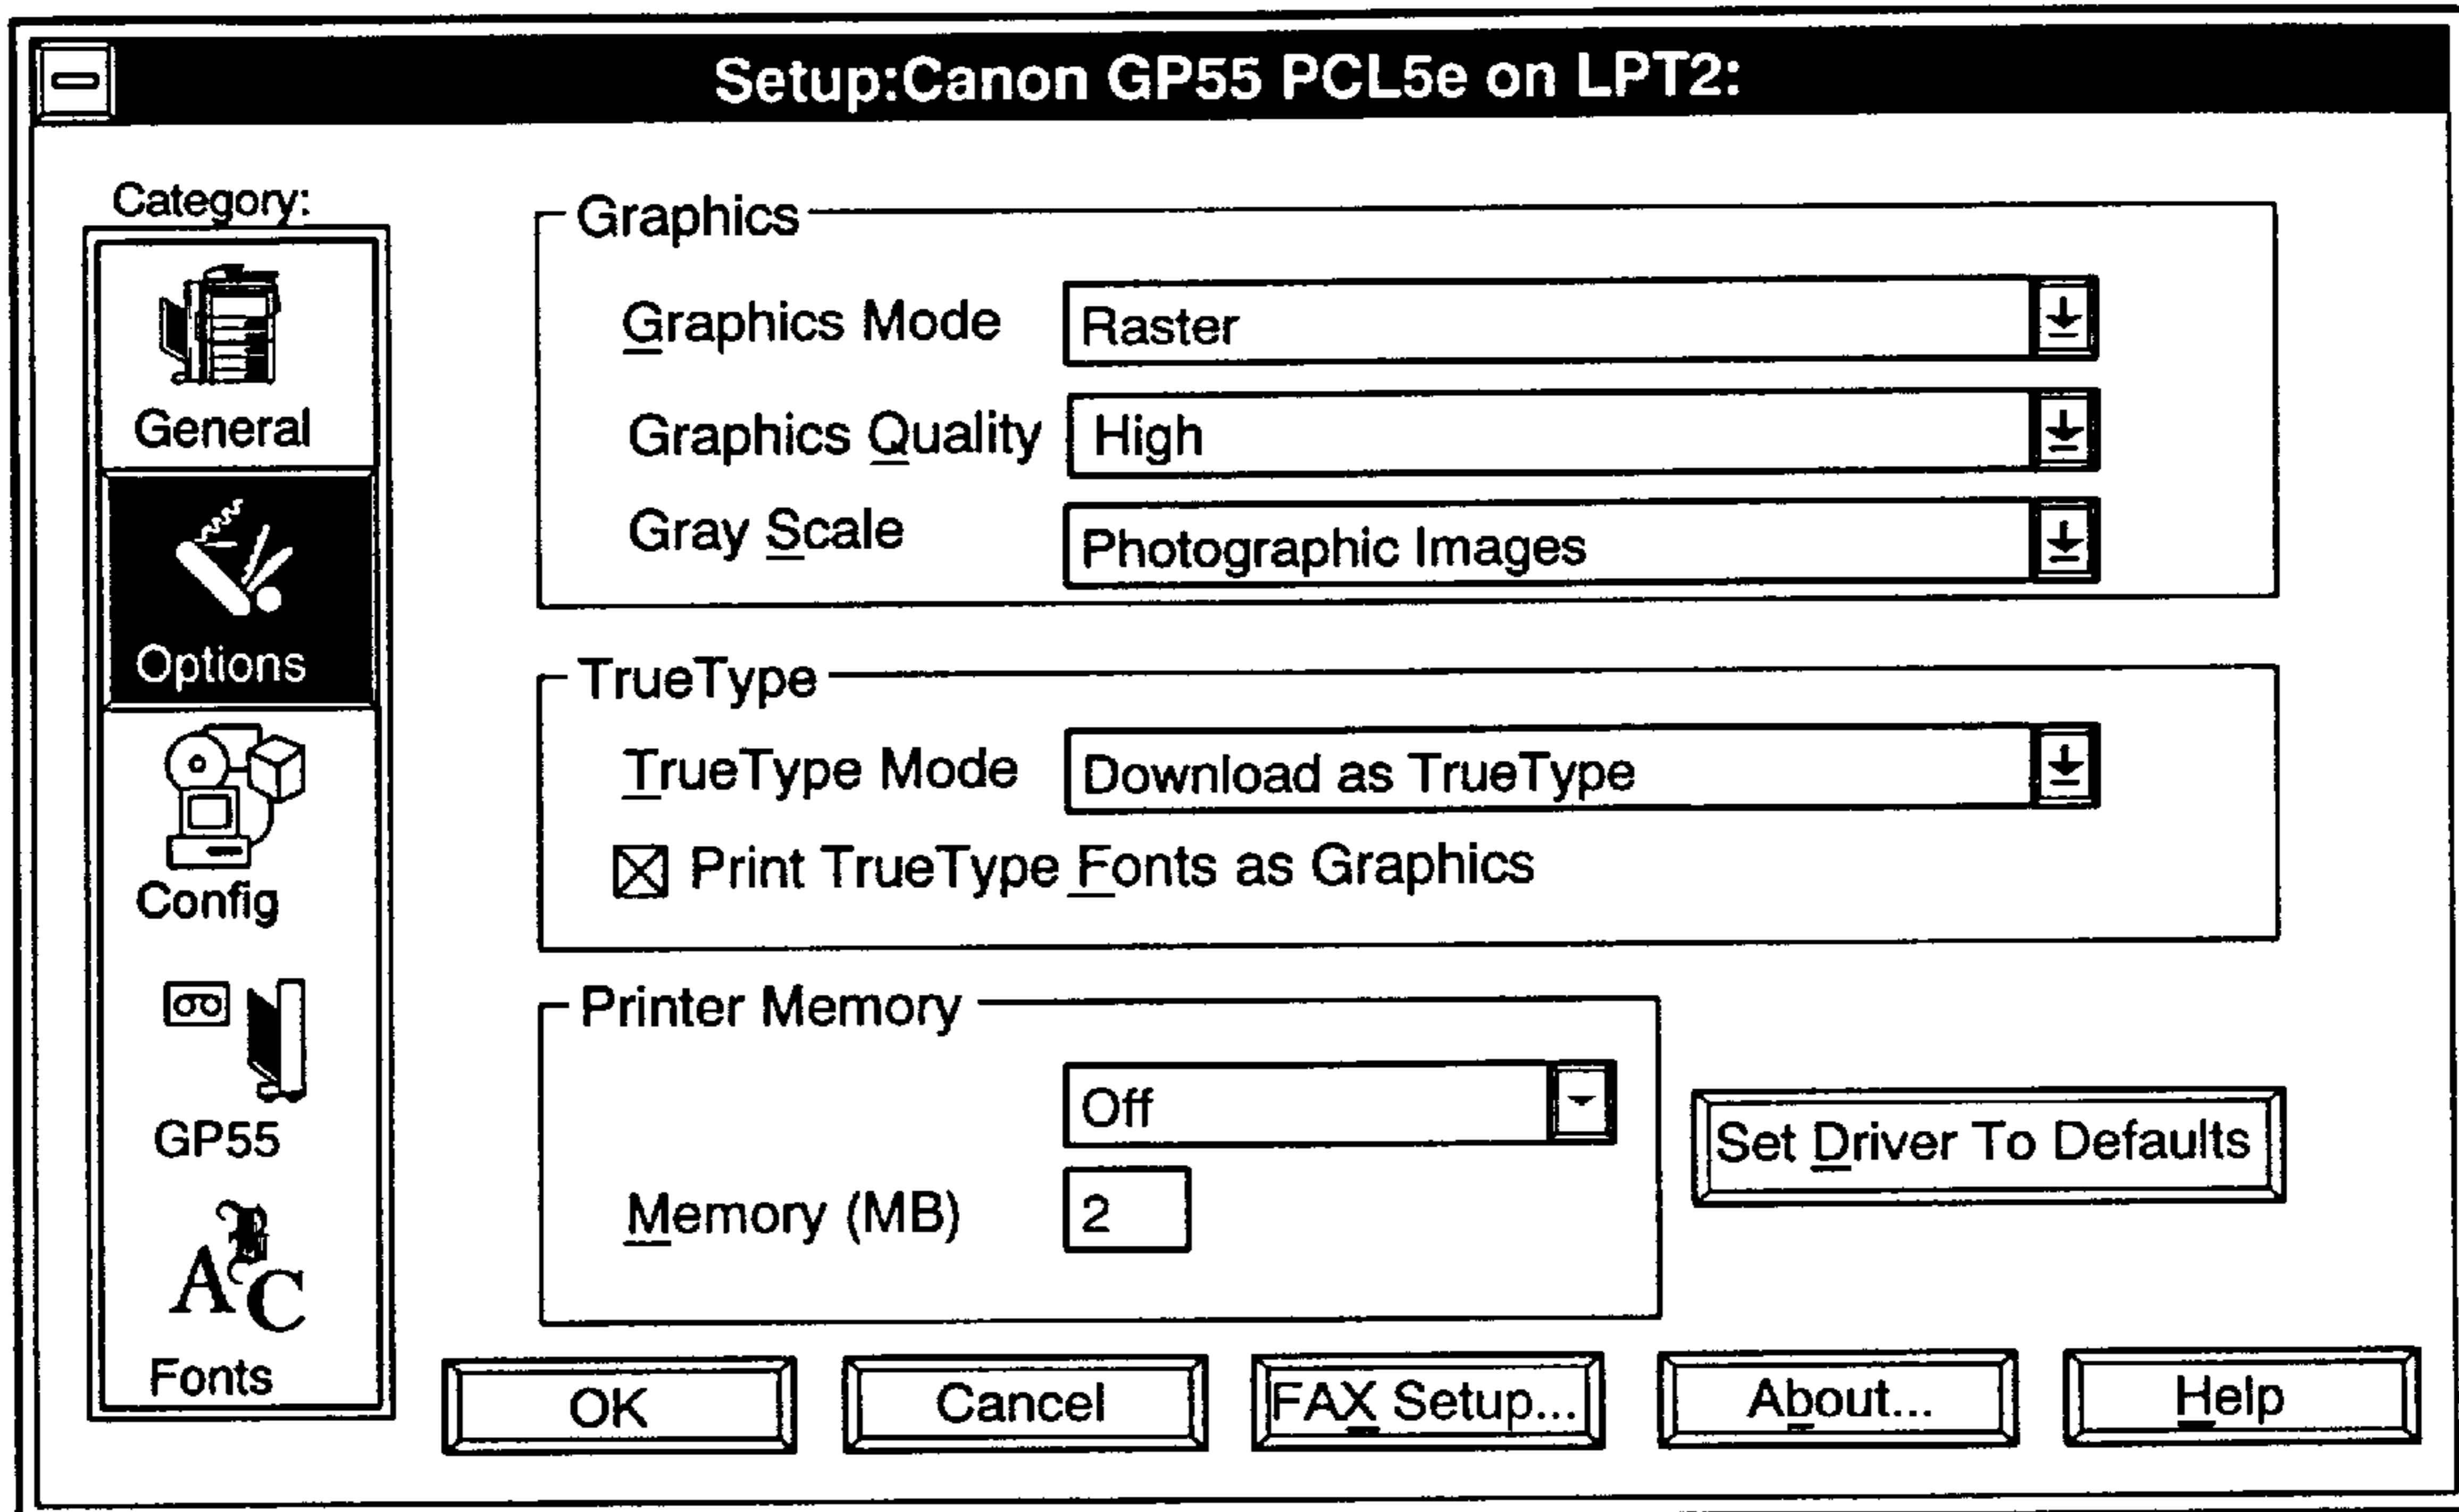 Setup:Canon GP55 PCL5e on LPT2:
Category:
General
Options
Config
GP55
Fonts
Graphics
Graphics Mode Raster
Graphics Quality High
Gray Scale Photographic Images
TrueType
TrueType Mode Download as TrueType
Print TrueType Fonts as Graphics
Printer Memory
Off
Memory (MB) 2
Set Driver To Defaults
OK Cancel FAX Setup... About... Help